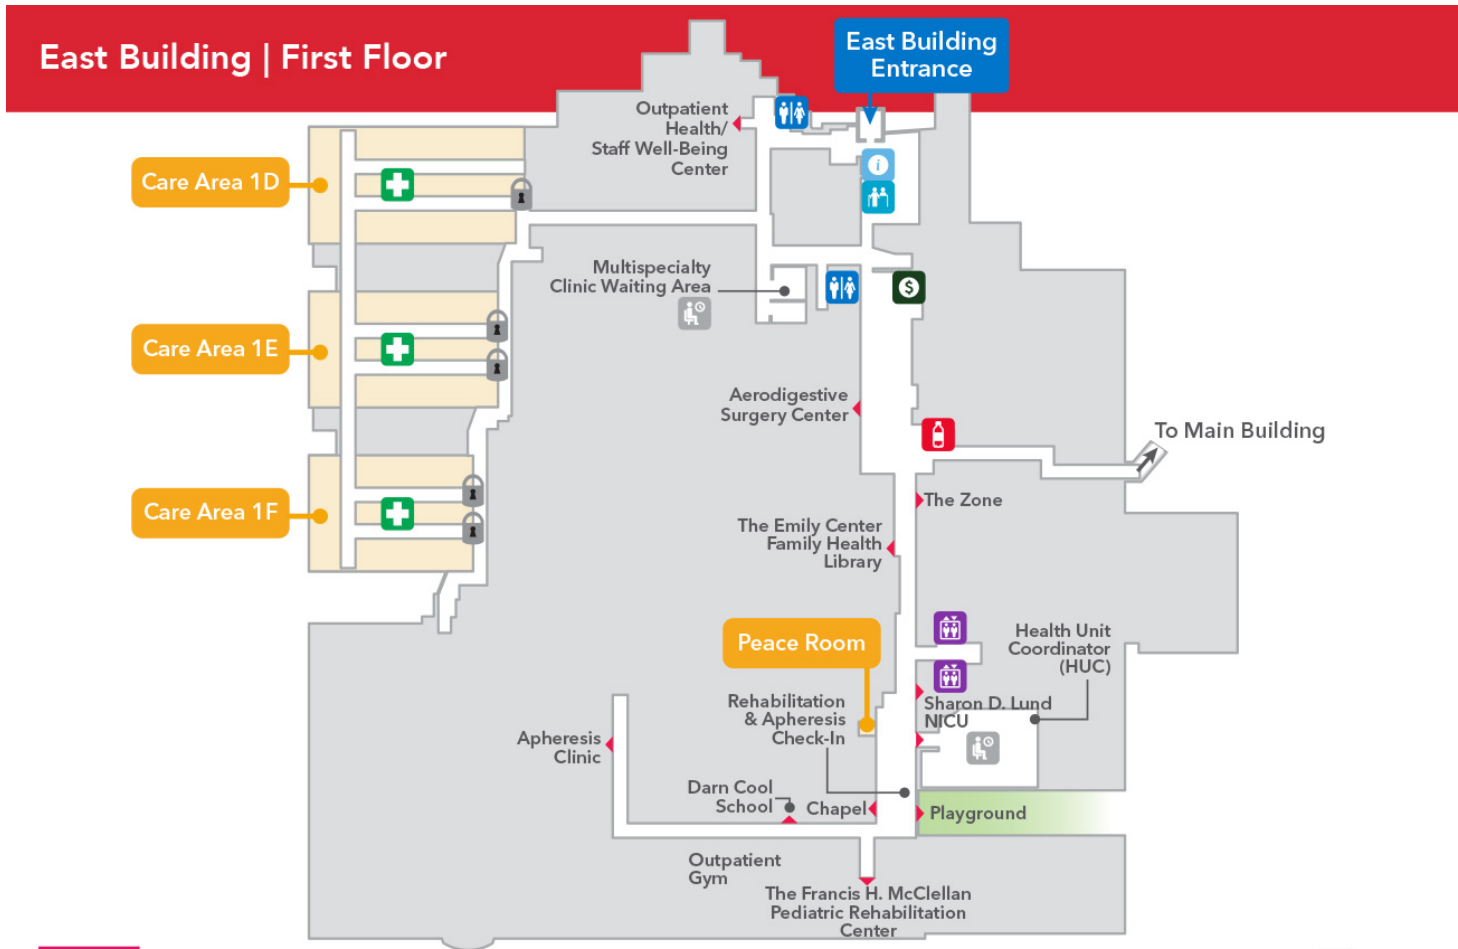 East Building | First Floor
East Building
Entrance
Outpatient
Health/
Staff Well-Being
Center
i
Care Area 1D
Multispecialty
Clinic Waiting Area
$
Care Area 1E
Aerodigestive
Surgery Center
To Main Building
Care Area 1F
The Zone
The Emily Center
Family Health
Library
Peace Room
Health Unit
Coordinator
(HUC)
Sharon D. Lund
NICU
Rehabilitation
& Apheresis
Check-In
Apheresis
Clinic
Darn Cool
School
Chapel
Playground
Outpatient
Gym
The Francis H. McClellan
Pediatric Rehabilitation
Center